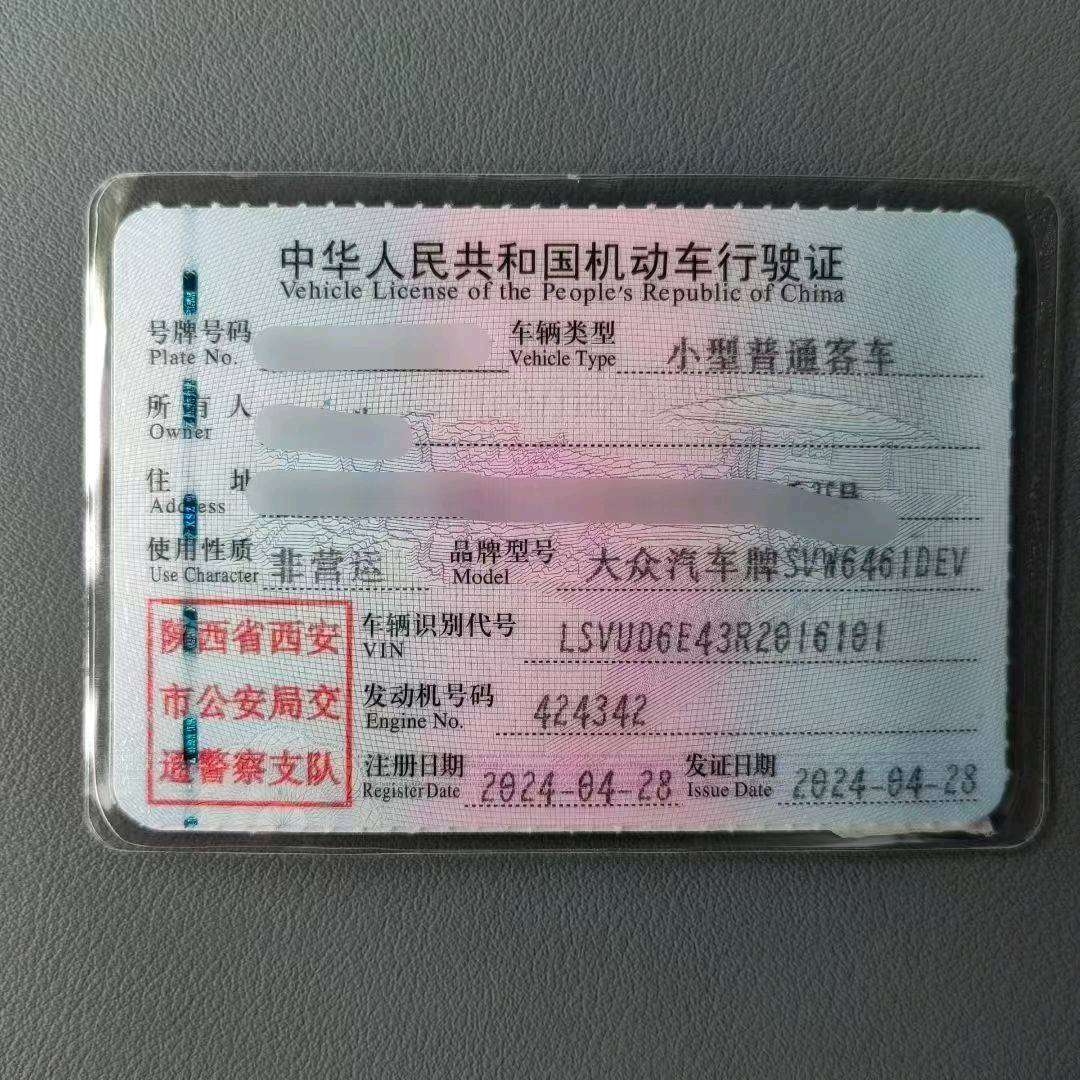 中华人民共和国机动车行驶证
Vehicle License of the People's Republic of China
号牌号码 车辆类型 小型普通客车
Plate No. Vehicle Type
所有人
Owner
住址 号
Address
使用性质 非营运 品牌型号 大众汽车牌SVW6461DEV
Use Character Model
陕西省西安 车辆识别代号 LSVUD6E43R2016101
VIN
市公安局交 发动机号码 424342
Engine No.
通警察支队 注册日期 2024-04-28 发证日期 2024-04-28
Register Date Issue Date